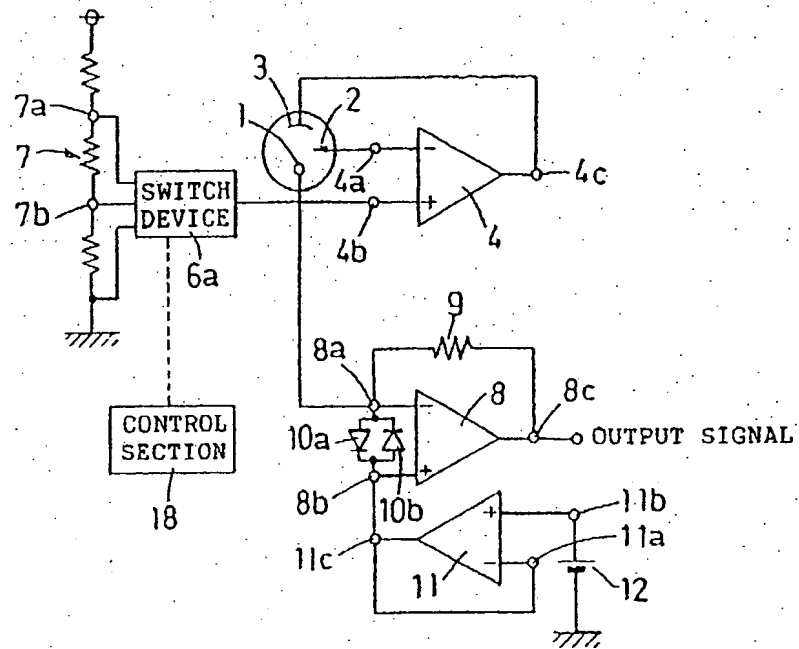 3
2
1
7a
7
7b
SWITCH
DEVICE
6a
4a
4b
-
+
4
4c
9
8a
8
8c
-
+
OUTPUT SIGNAL
10a
10b
8b
CONTROL
SECTION
18
11c
11
+
-
11b
11a
12